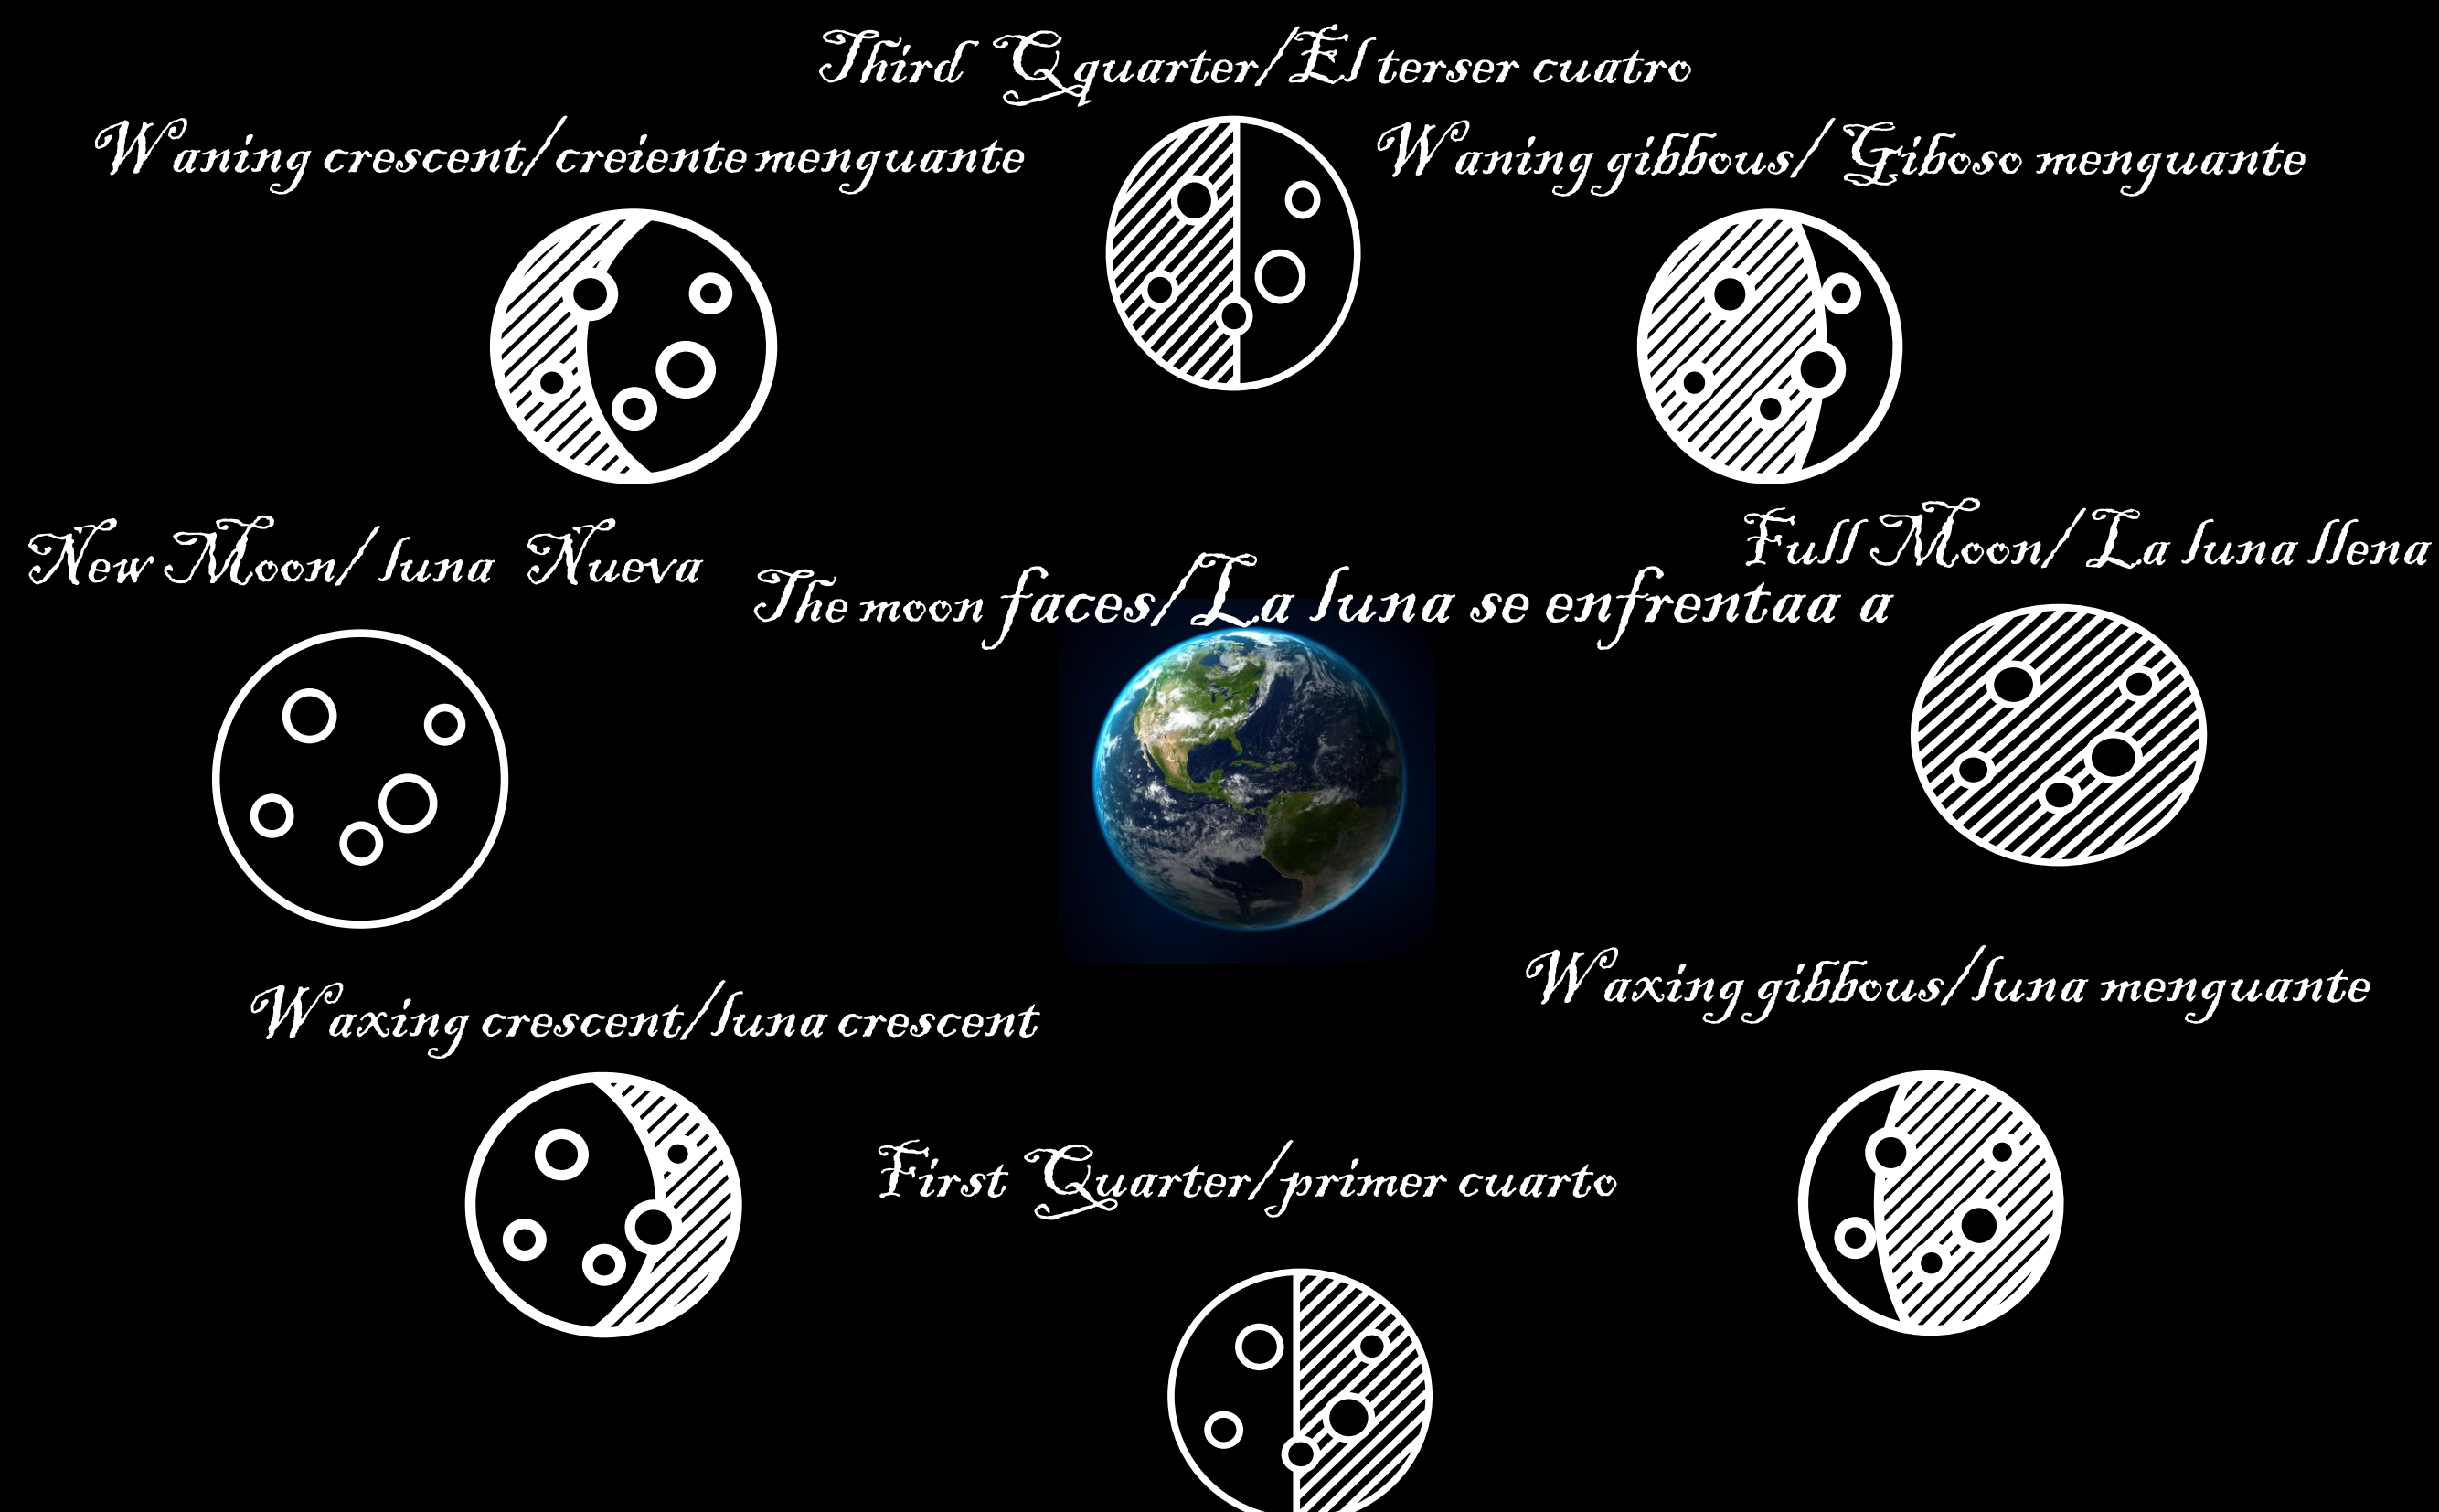 Third Qquarter/El terser cuatro
Waning crescent/creiente menguante
Waning gibbous/ Giboso menguante
New Moon/ luna Nueva
Full Moon/ La luna llena
The moon faces/La luna se enfrentaa a
Waxing crescent/luna crescent
Waxing gibbous/luna menguante
First Quarter/primer cuarto